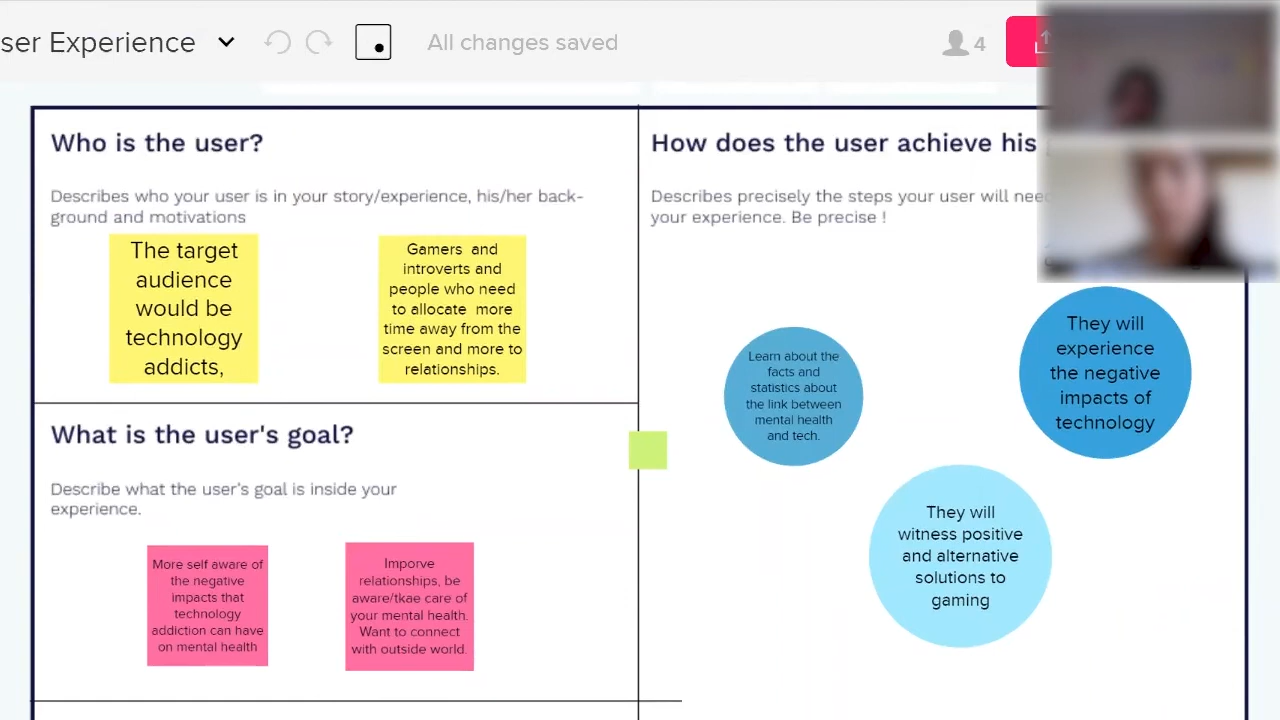 ser Experience
All changes saved
4
Who is the user?
Describes who your user is in your story/experience, his/her back-
ground and motivations
The target
audience
would be
technology
addicts,
Gamers and
introverts and
people who need
to allocate more
time away from the
screen and more to
relationships.
What is the user's goal?
Describe what the user's goal is inside your
experience.
More self aware of
the negative
impacts that
technology
addiction can have
on mental health
Imporve
relationships, be
aware/tkae care of
your mental health.
Want to connect
with outside world.
How does the user achieve his
Describes precisely the steps your user will need
your experience. Be precise !
Learn about the
facts and
statistics about
the link between
mental health
and tech.
They will
experience
the negative
impacts of
technology
They will
witness positive
and alternative
solutions to
gaming